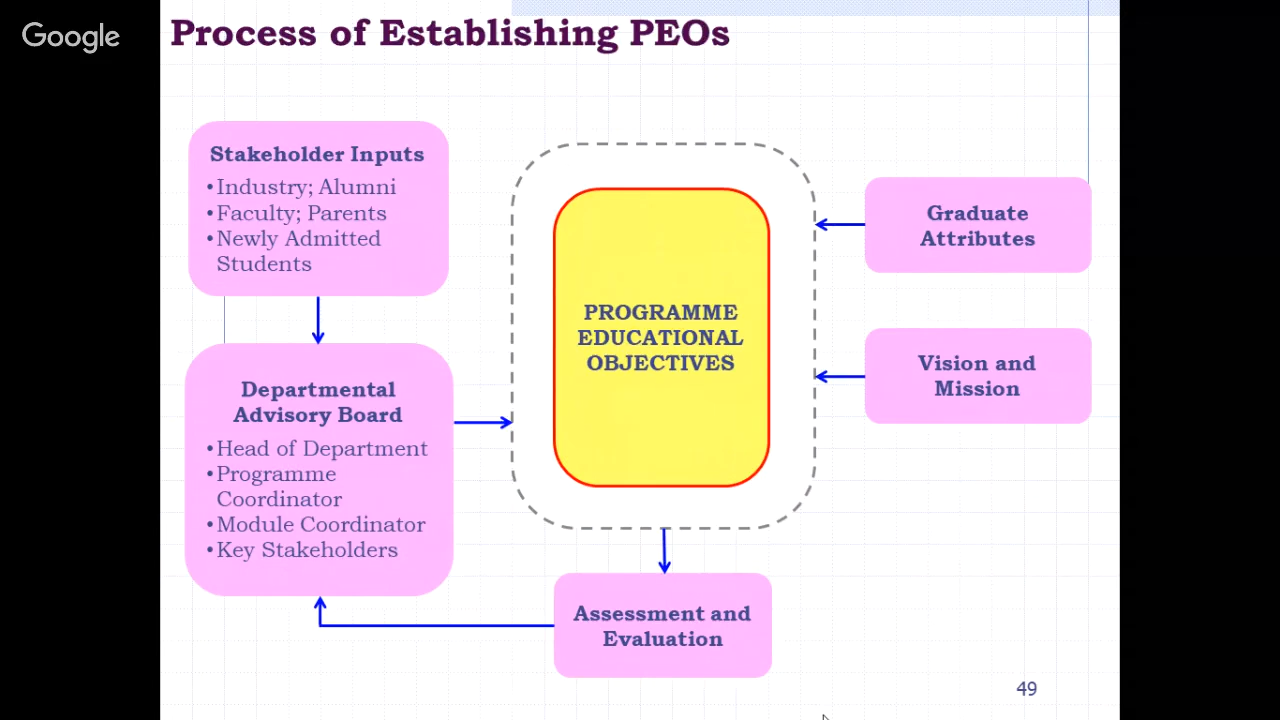 Google
Process of Establishing PEOs
Stakeholder Inputs
•Industry; Alumni
•Faculty; Parents
•Newly Admitted
Students
Departmental
Advisory Board
•Head of Department
•Programme
Coordinator
•Module Coordinator
•Key Stakeholders
PROGRAMME
EDUCATIONAL
OBJECTIVES
Graduate
Attributes
Vision and
Mission
Assessment and
Evaluation
49